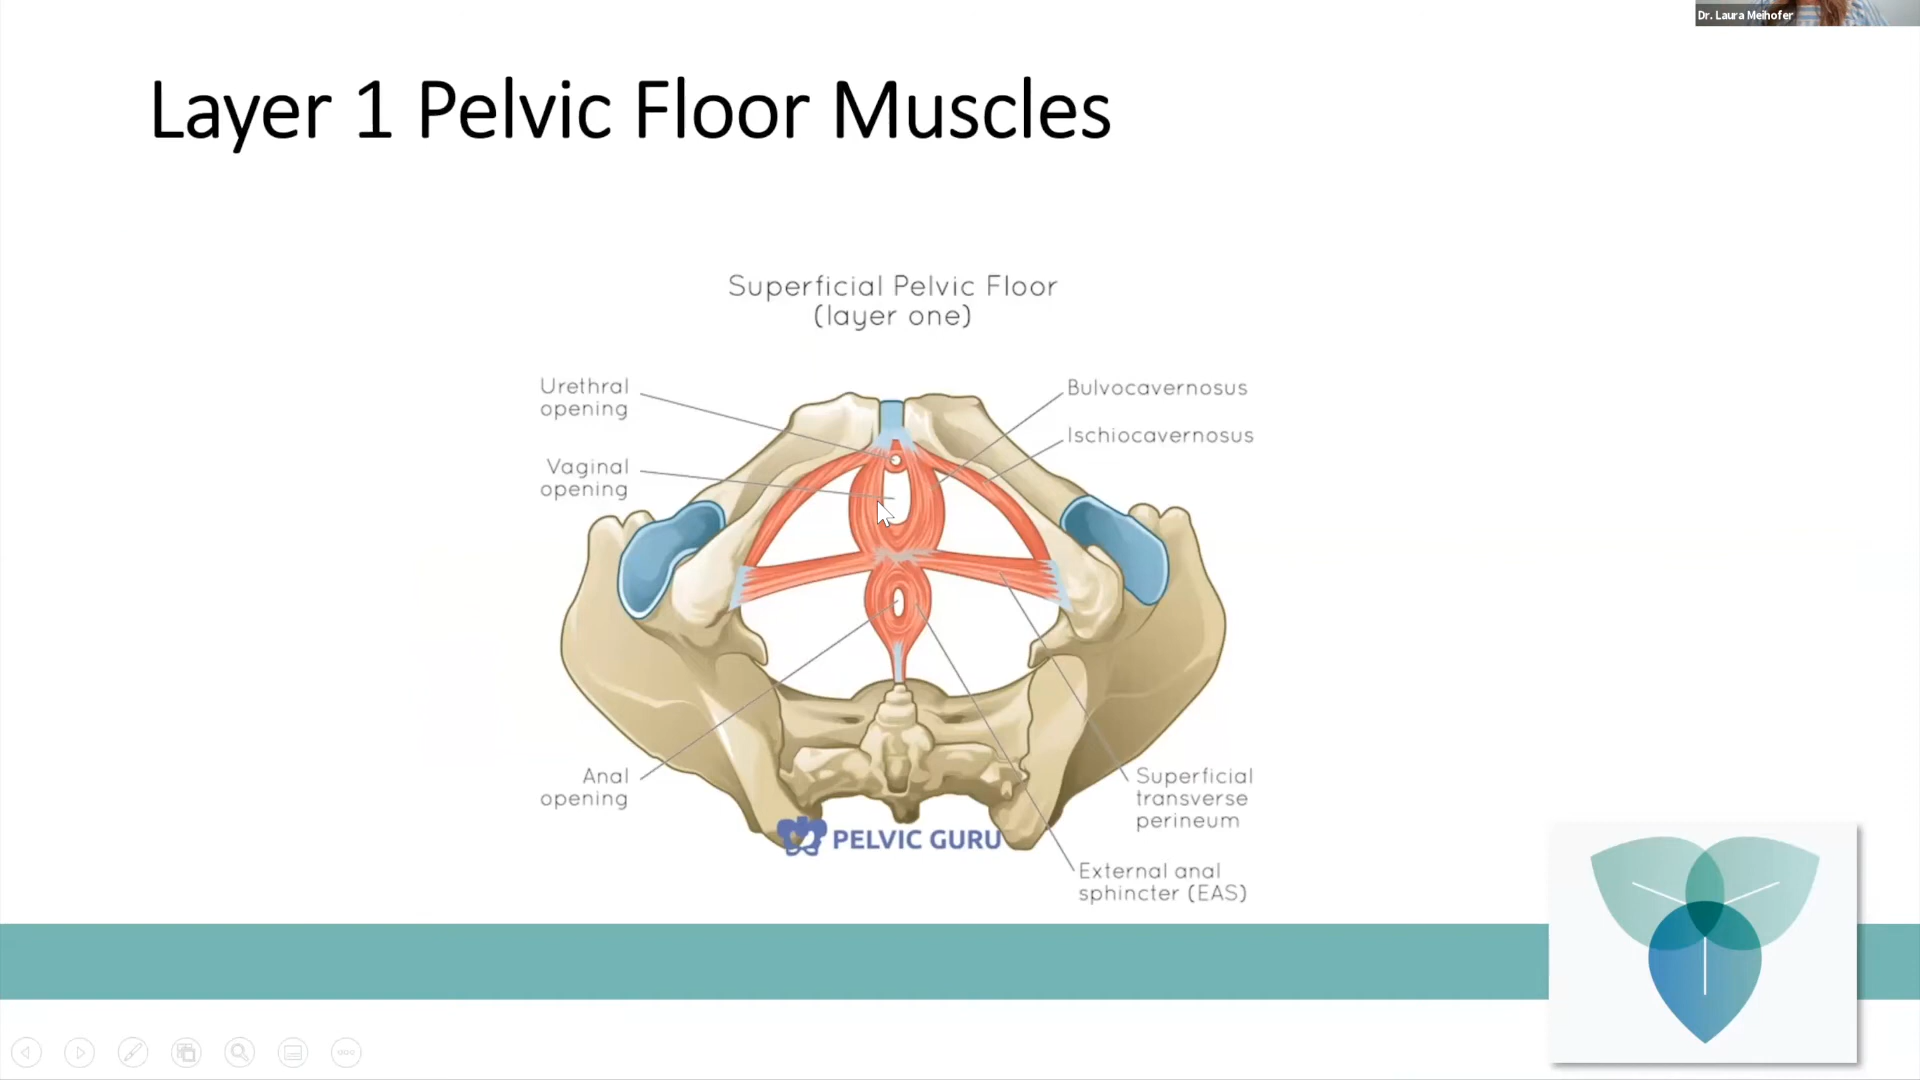 Dr. Laura Meihofer
Layer 1 Pelvic Floor Muscles
Superficial Pelvic Floor
(layer one)
Urethral
opening
Vaginal
opening
Anal
opening
Bulvocavernosus
Ischiocavernosus
Superficial
transverse
perineum
External anal
sphincter (EAS)
PELVIC GURU